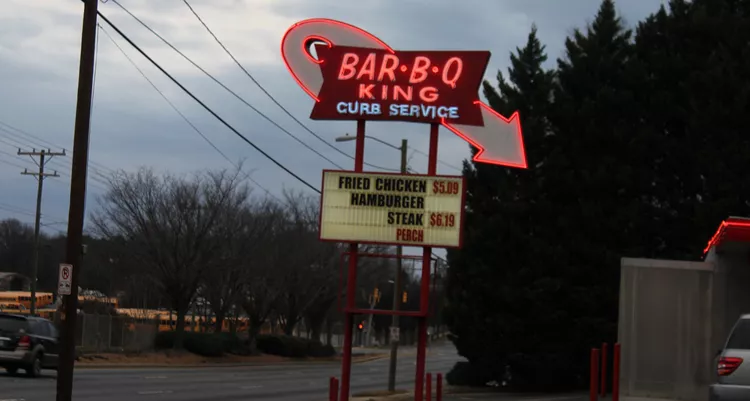 BAR·B·Q
KING
CURB SERVICE
FRIED CHICKEN $5.09
HAMBURGER
STEAK $6.19
PERCH